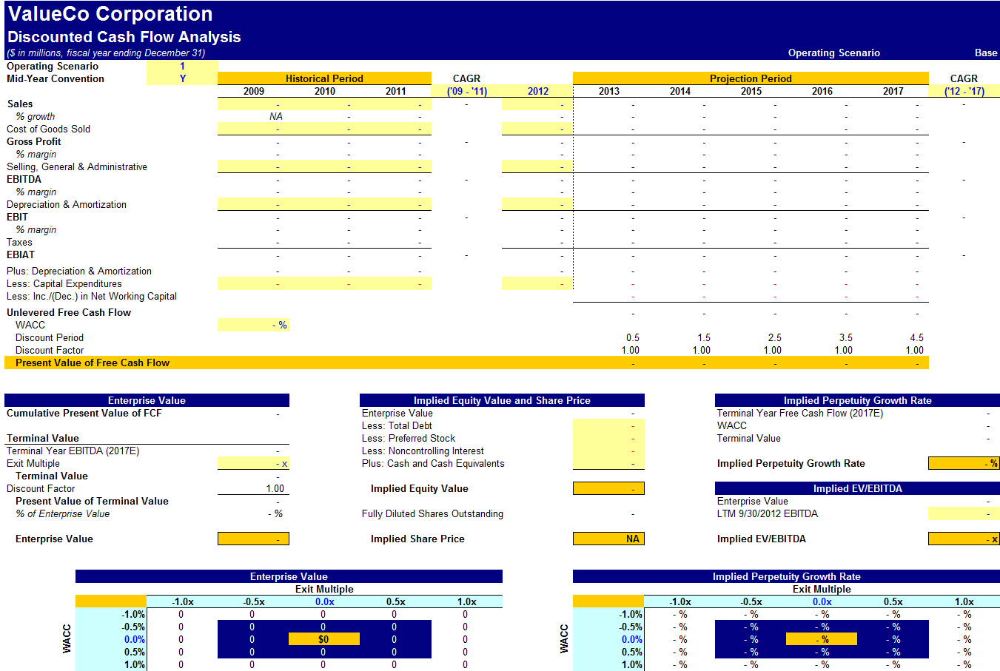 ValueCo Corporation
Discounted Cash Flow Analysis
($ in millions, fiscal year ending December 31) Operating Scenario Base
Operating Scenario 1
Mid-Year Convention Y Historical Period CAGR Projection Period CAGR
2009 2010 2011 ('09 - '11) 2012 2013 2014 2015 2016 2017 ('12 - '17)
Sales - - - - - - - - - - -
% growth NA - - - - - - - -
Cost of Goods Sold - - - - - - - - -
Gross Profit - - - - - - - - - - -
% margin - - - - - - - - -
Selling, General & Administrative - - - - - - - - -
EBITDA - - - - - - - - - - -
% margin - - - - - - - - -
Depreciation & Amortization - - - - - - - - -
EBIT - - - - - - - - - - -
% margin - - - - - - - - -
Taxes - - - - - - - - -
EBIAT - - - - - - - - - - -
Plus: Depreciation & Amortization - - - - - - - - -
Less: Capital Expenditures - - - - - - - - -
Less: Inc./(Dec.) in Net Working Capital - - - - -
Unlevered Free Cash Flow - - - - -
WACC - %
Discount Period 0.5 1.5 2.5 3.5 4.5
Discount Factor 1.00 1.00 1.00 1.00 1.00
Present Value of Free Cash Flow - - - - -
Enterprise Value Implied Equity Value and Share Price Implied Perpetuity Growth Rate
Cumulative Present Value of FCF - Enterprise Value - Terminal Year Free Cash Flow (2017E) -
Less: Total Debt - WACC -
Terminal Value Less: Preferred Stock - Terminal Value -
Terminal Year EBITDA (2017E) - Less: Noncontrolling Interest -
Exit Multiple - x Plus: Cash and Cash Equivalents - Implied Perpetuity Growth Rate - %
Terminal Value -
Discount Factor 1.00 Implied Equity Value - Implied EV/EBITDA
Present Value of Terminal Value - Enterprise Value -
% of Enterprise Value - % Fully Diluted Shares Outstanding - LTM 9/30/2012 EBITDA -
Enterprise Value - Implied Share Price NA Implied EV/EBITDA - x
Enterprise Value Implied Perpetuity Growth Rate
Exit Multiple Exit Multiple
-1.0x -0.5x 0.0x 0.5x 1.0x -1.0x -0.5x 0.0x 0.5x 1.0x
-1.0% 0 0 0 0 0 -1.0% - % - % - % - % - %
-0.5% 0 0 0 0 0 -0.5% - % - % - % - % - %
WACC 0.0% 0 0 $0 0 0 WACC 0.0% - % - % - % - % - %
0.5% 0 0 0 0 0 0.5% - % - % - % - % - %
1.0% 0 0 0 0 0 1.0% - % - % - % - % - %